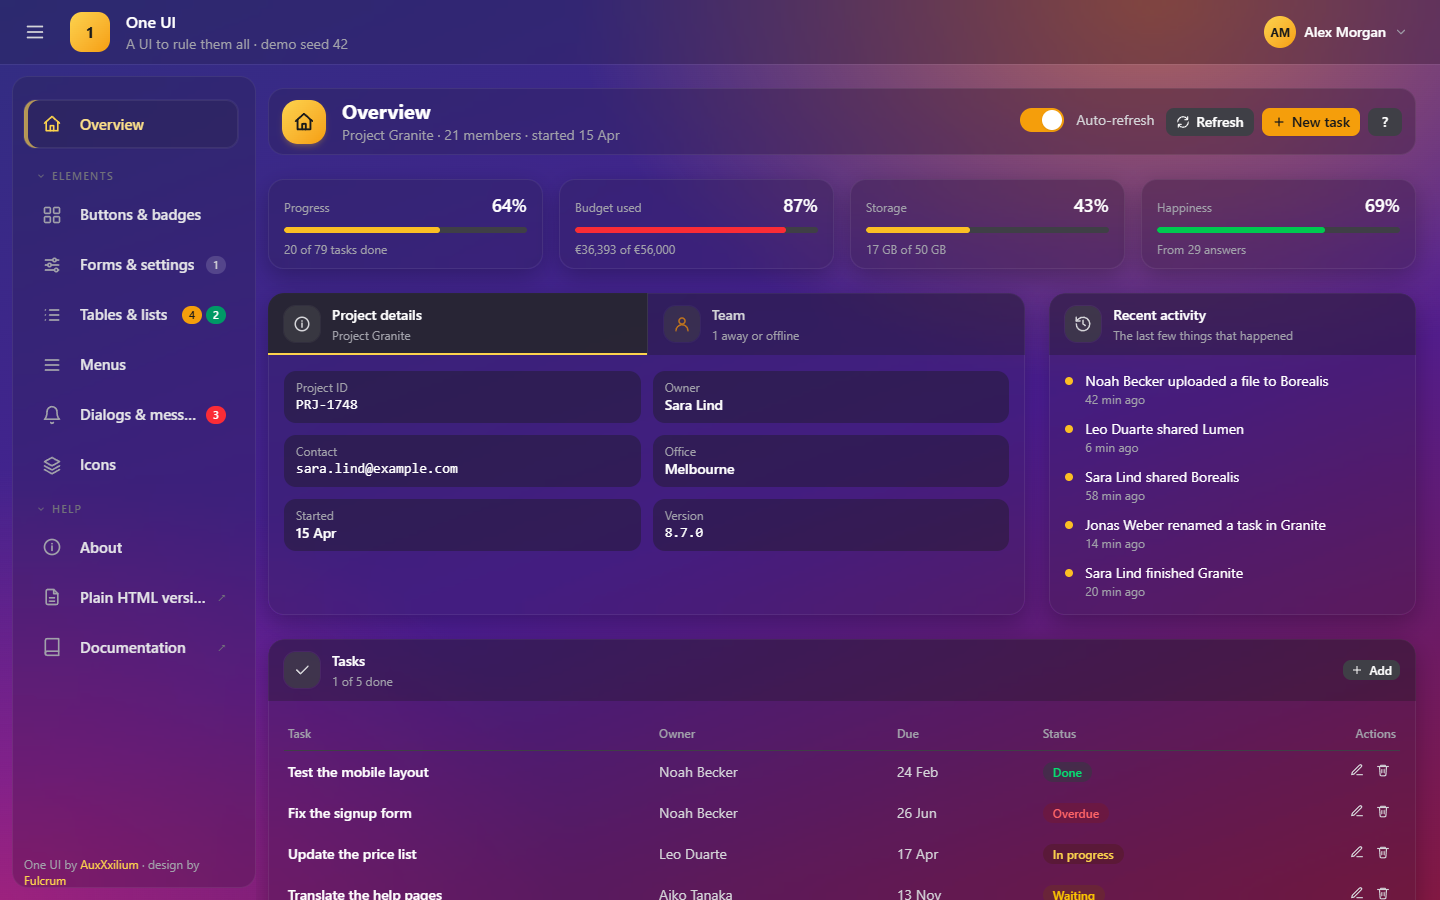 1
One UI
A UI to rule them all · demo seed 42
AM
Alex Morgan
Overview
ELEMENTS
Buttons & badges
Forms & settings 1
Tables & lists 4 2
Menus
Dialogs & mess... 3
Icons
HELP
About
Plain HTML versi...
Documentation
One UI by AuxXxilium · design by
Fulcrum
Overview
Project Granite · 21 members · started 15 Apr
Auto-refresh
Refresh
+ New task
?
Progress 64%
20 of 79 tasks done
Budget used 87%
€36,393 of €56,000
Storage 43%
17 GB of 50 GB
Happiness 69%
From 29 answers
Project details
Project Granite
Team
1 away or offline
Project ID
PRJ-1748
Owner
Sara Lind
Contact
sara.lind@example.com
Office
Melbourne
Started
15 Apr
Version
8.7.0
Recent activity
The last few things that happened
Noah Becker uploaded a file to Borealis
42 min ago
Leo Duarte shared Lumen
6 min ago
Sara Lind shared Borealis
58 min ago
Jonas Weber renamed a task in Granite
14 min ago
Sara Lind finished Granite
20 min ago
Tasks
1 of 5 done
+ Add
Task Owner Due Status Actions
Test the mobile layout Noah Becker 24 Feb Done
Fix the signup form Noah Becker 26 Jun Overdue
Update the price list Leo Duarte 17 Apr In progress
Translate the help pages Aiko Tanaka 13 Nov Waiting